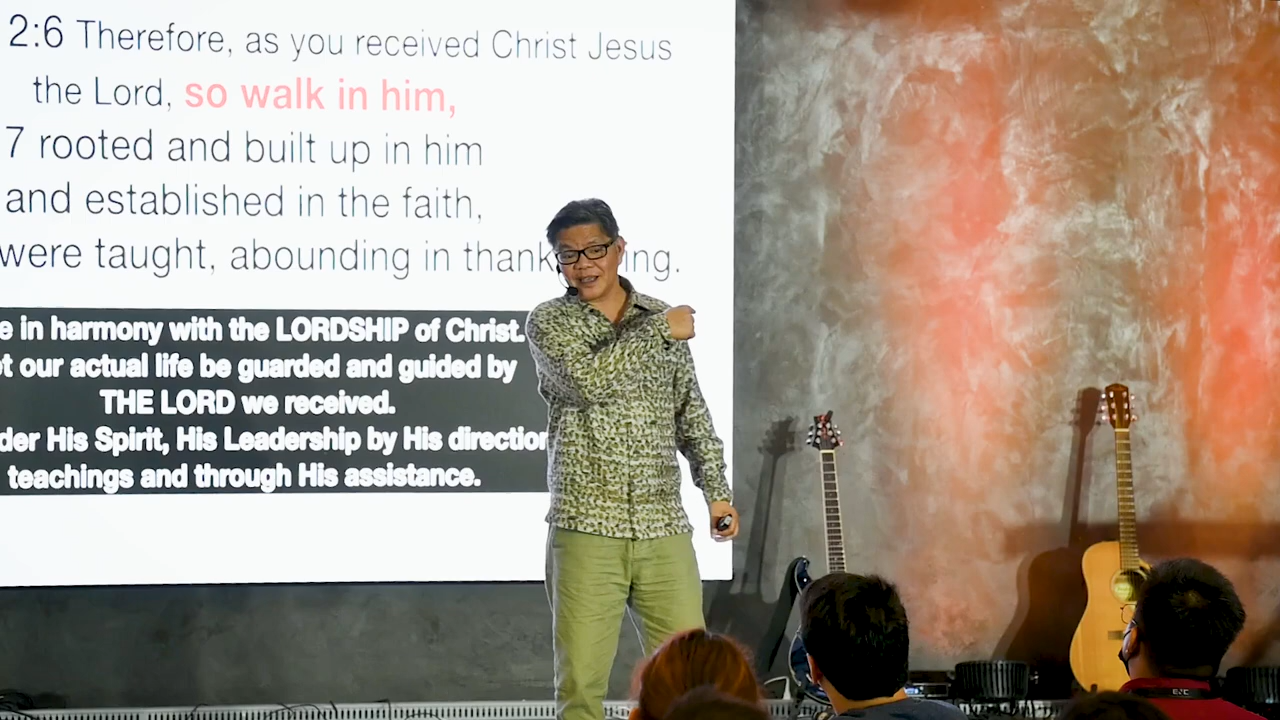 2:6 Therefore, as you received Christ Jesus
the Lord, so walk in him,
7 rooted and built up in him
and established in the faith,
were taught, abounding in
in harmony with the LORDSHIP of Christ.
our actual life be guarded and guided by
THE LORD we received.
His Spirit, His Leadership by His direction
teachings and through His assistance.